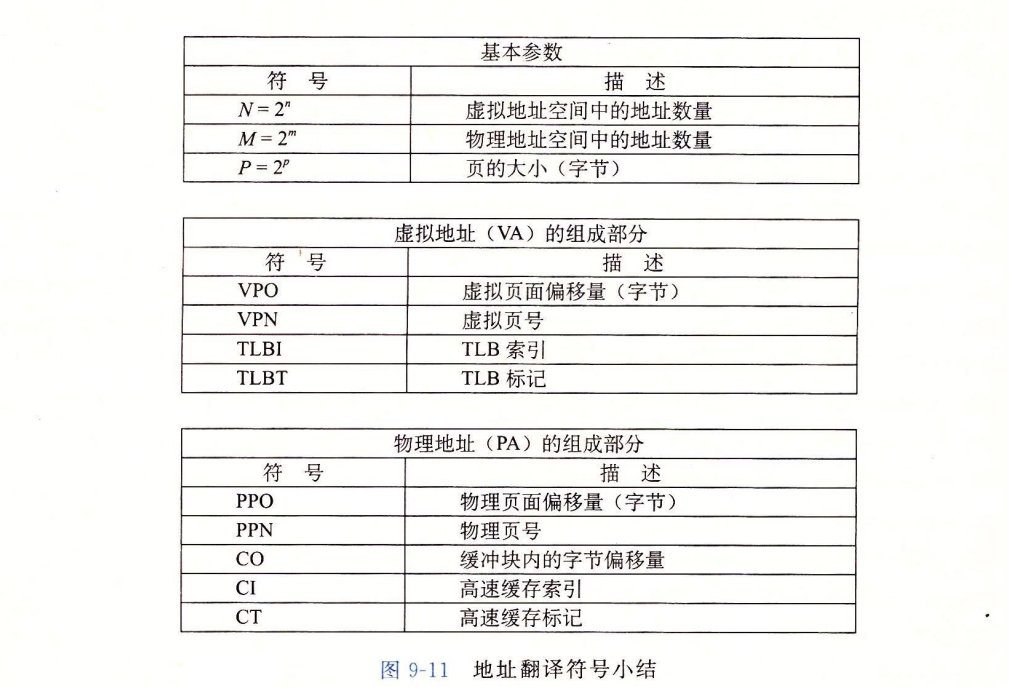 基本参数
符 号 描 述
N = 2ⁿ 虚拟地址空间中的地址数量
M = 2ᵐ 物理地址空间中的地址数量
P = 2ᵖ 页的大小（字节）
虚拟地址（VA）的组成部分
符 号 描 述
VPO 虚拟页面偏移量（字节）
VPN 虚拟页号
TLBI TLB 索引
TLBT TLB 标记
物理地址（PA）的组成部分
符 号 描 述
PPO 物理页面偏移量（字节）
PPN 物理页号
CO 缓冲块内的字节偏移量
CI 高速缓存索引
CT 高速缓存标记
图 9-11 地址翻译符号小结